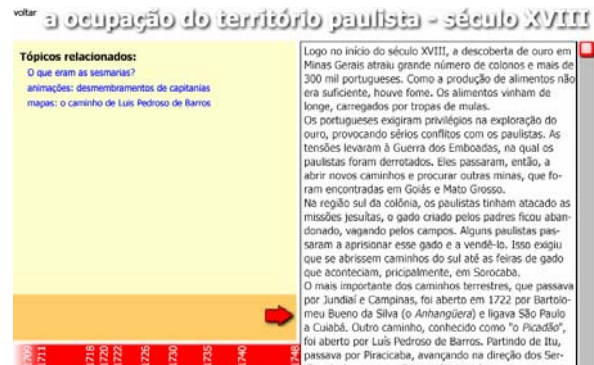 voltar
a ocupação do território paulista - século XVIII
Tópicos relacionados:
O que eram as sesmarias?
animações: desmembramentos de capitanias
mapas: o caminho de Luis Pedroso de Barros
Logo no início do século XVIII, a descoberta de ouro em
Minas Gerais atraiu grande número de colonos e mais de
300 mil portugueses. Como a produção de alimentos não
era suficiente, houve fome. Os alimentos vinham de
longe, carregados por tropas de mulas.
Os portugueses exigiram privilégios na exploração do
ouro, provocando sérios conflitos com os paulistas. As
tensões levaram à Guerra dos Emboadas, na qual os
paulistas foram derrotados. Eles passaram, então, a
abrir novos caminhos e procurar outras minas, que fo-
ram encontradas em Goiás e Mato Grosso.
Na região sul da colônia, os paulistas tinham atacado as
missões jesuítas, o gado criado pelos padres ficou aban-
donado, vagando pelos campos. Alguns paulistas pas-
saram a aprisionar esse gado e a vendê-lo. Isso exigiu
que se abrissem caminhos do sul até as feiras de gado
que aconteciam, pricipalmente, em Sorocaba.
O mais importante dos caminhos terrestres, que passava
por Jundiaí e Campinas, foi aberto em 1722 por Bartolo-
meu Bueno da Silva (o Anhangüera) e ligava São Paulo
a Cuiabá. Outro caminho, conhecido como "o Picadão",
foi aberto por Luís Pedroso de Barros. Partindo de Itu,
passava por Piracicaba, avançando na direção dos Ser-
1709
1711
1718
1720
1722
1726
1730
1735
1740
1748